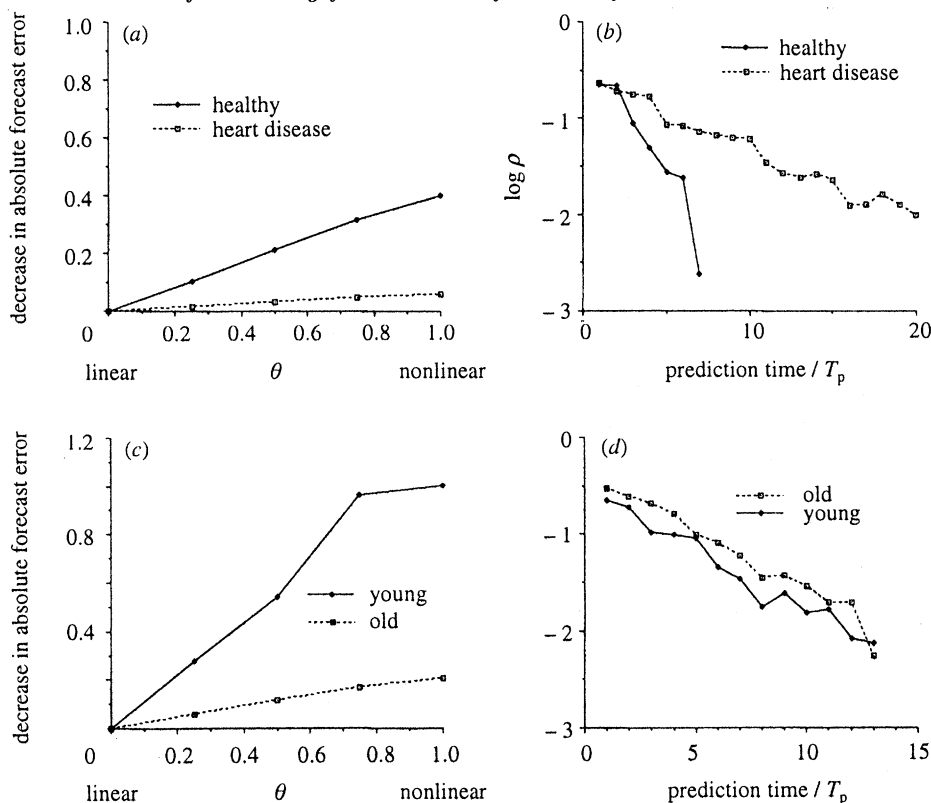 decrease in absolute forecast error
1.0
0.8
0.6
0.4
0.2
(a)
healthy
heart disease
0 0.2 0.4 0.6 0.8 1.0
linear θ nonlinear
log ρ
0
− 1
− 2
− 3
(b)
healthy
heart disease
0 10 20
prediction time / Tp
decrease in absolute forecast error
1.2
0.8
0.4
(c)
young
old
0 0.2 0.4 0.6 0.8 1.0
linear θ nonlinear
0
− 1
− 2
− 3
(d)
old
young
0 5 10 15
prediction time / Tp